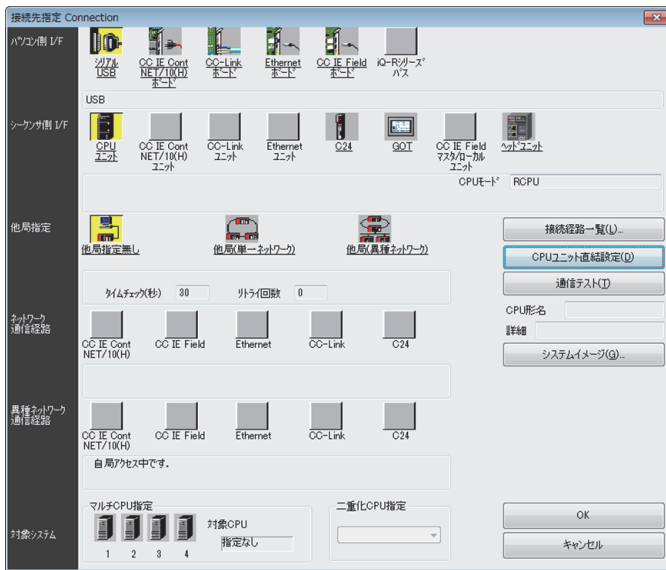 接続先指定 Connection
パソコン側 I/F
シリアル
USB
CC IE Cont
NET/10(H)
ボード
CC-Link
ボード
Ethernet
ボード
CC IE Field
ボード
iQ-Rシリーズ
バス
USB
シーケンサ側 I/F
CPU
ユニット
CC IE Cont
NET/10(H)
ユニット
CC-Link
ユニット
Ethernet
ユニット
C24
GOT
CC IE Field
マスタ/ローカル
ユニット
ヘッドユニット
CPUモード RCPU
他局指定
他局指定無し
他局(単一ネットワーク)
他局(異種ネットワーク)
接続経路一覧(L)...
CPUユニット直結設定(D)
通信テスト(T)
タイムチェック(秒) 30 リトライ回数 0
CPU形名
詳細
システムイメージ(G)...
ネットワーク
通信経路
CC IE Cont
NET/10(H)
CC IE Field
Ethernet
CC-Link
C24
異種ネットワーク
通信経路
CC IE Cont
NET/10(H)
CC IE Field
Ethernet
CC-Link
C24
自局アクセス中です.
対象システム
マルチCPU指定
1 2 3 4
対象CPU
指定なし
二重化CPU指定
OK
キャンセル